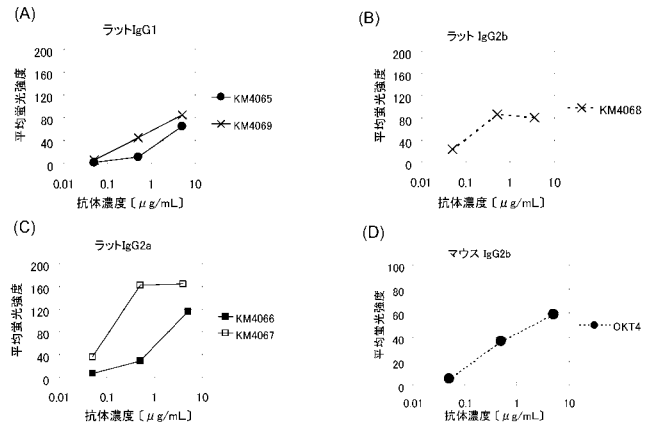 (A)
ラットIgG1
平均蛍光強度
200
160
120
80
40
0
0.01
0.1
1
10
抗体濃度〔μg/mL〕
KM4065
KM4069
(B)
ラット IgG2b
平均蛍光強度
200
160
120
80
40
0
0.01
0.1
1
10
抗体濃度〔μg/mL〕
KM4068
(C)
ラットIgG2a
平均蛍光強度
200
160
120
80
40
0
0.01
0.1
1
10
抗体濃度〔μg/mL〕
KM4066
KM4067
(D)
マウス IgG2b
平均蛍光強度
100
80
60
40
20
0
0.01
0.1
1
10
抗体濃度〔μg/mL〕
OKT4